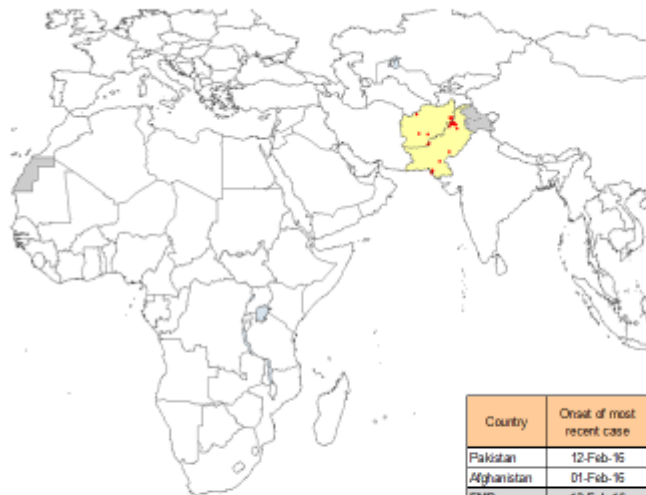 Country Onset of most recent case
Pakistan 12-Feb-16
Afghanistan 01-Feb-16